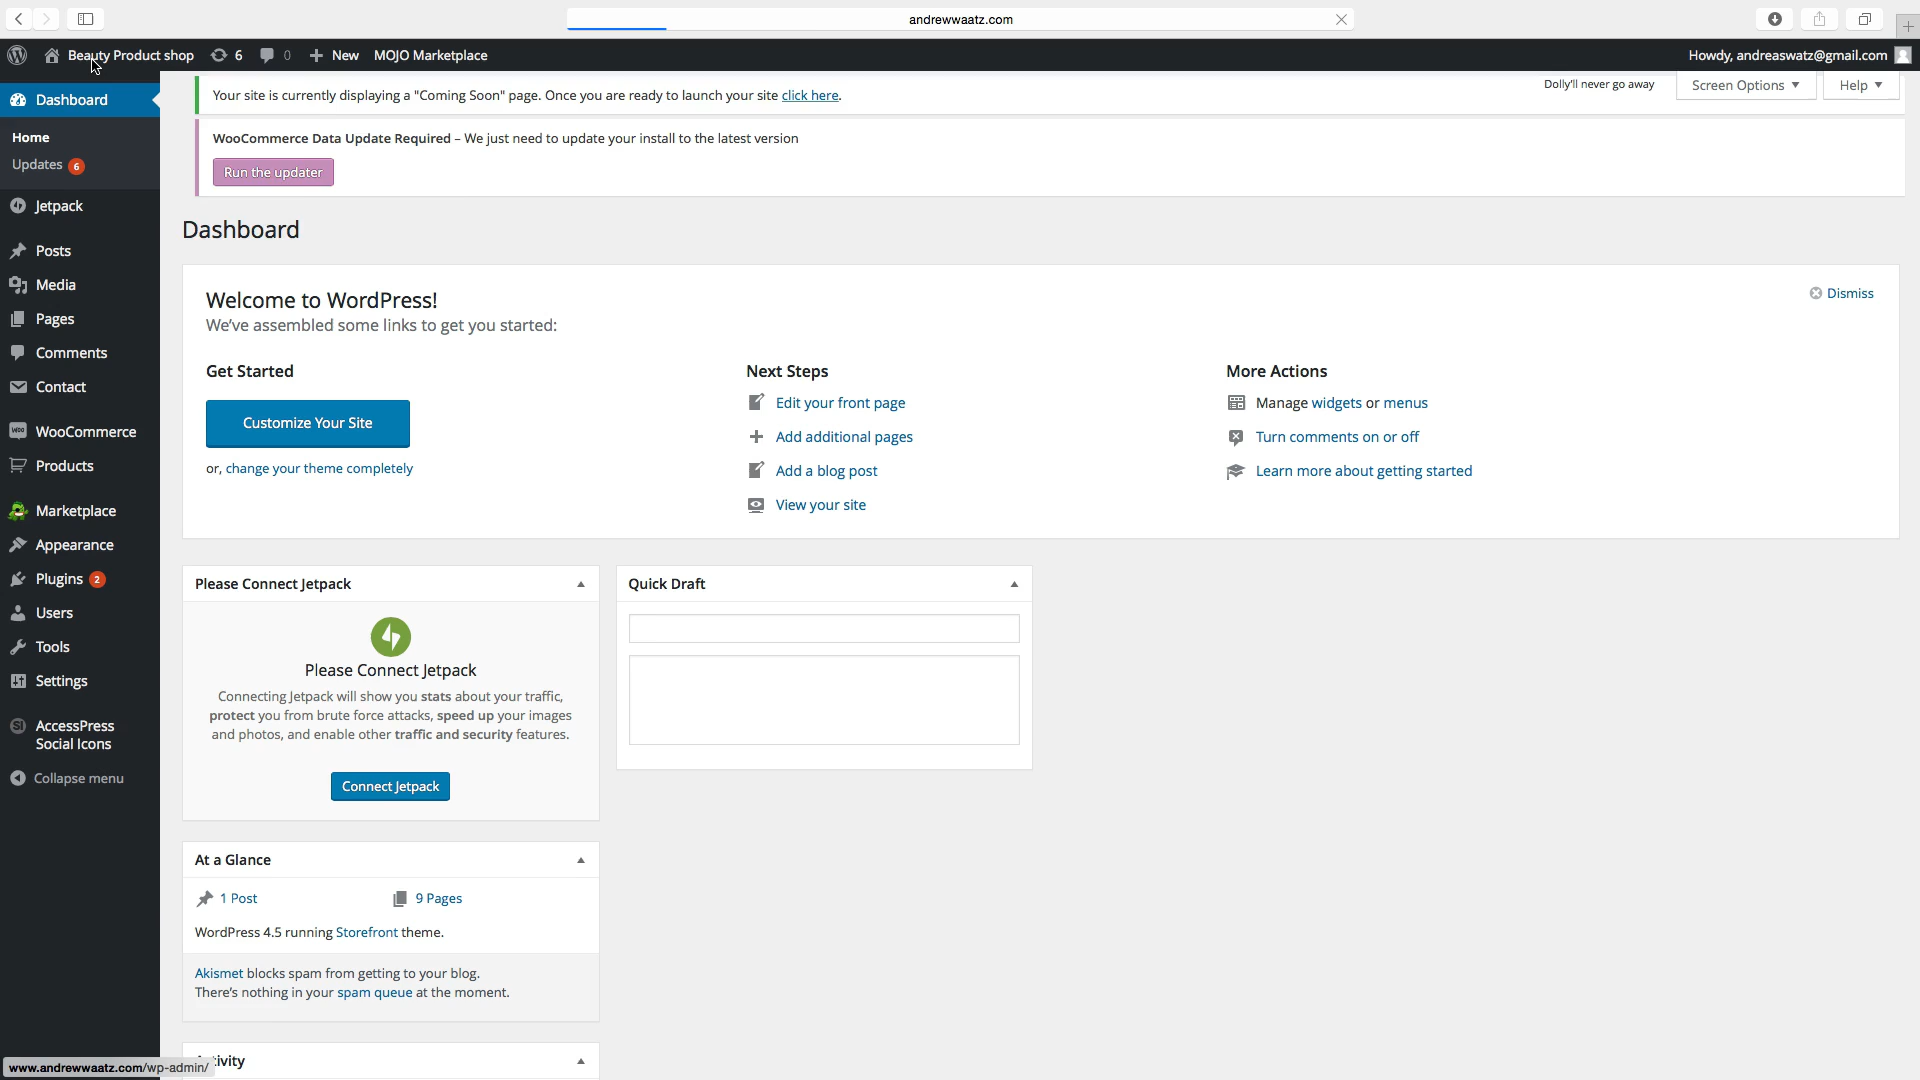 andrewwaatz.com
Beauty Product shop 6 0 New MOJO Marketplace Howdy, andreaswatz@gmail.com
Dashboard
Home
Updates 6
Jetpack
Posts
Media
Pages
Comments
Contact
WooCommerce
Products
Marketplace
Appearance
Plugins 2
Users
Tools
Settings
AccessPress
Social Icons
Collapse menu
Your site is currently displaying a "Coming Soon" page. Once you are ready to launch your site click here.
Dolly'll never go away
Screen Options
Help
WooCommerce Data Update Required – We just need to update your install to the latest version
Run the updater
Dashboard
Welcome to WordPress!
We've assembled some links to get you started:
Dismiss
Get Started
Customize Your Site
or, change your theme completely
Next Steps
Edit your front page
Add additional pages
Add a blog post
View your site
More Actions
Manage widgets or menus
Turn comments on or off
Learn more about getting started
Please Connect Jetpack
Please Connect Jetpack
Connecting Jetpack will show you stats about your traffic,
protect you from brute force attacks, speed up your images
and photos, and enable other traffic and security features.
Connect Jetpack
Quick Draft
At a Glance
1 Post
9 Pages
WordPress 4.5 running Storefront theme.
Akismet blocks spam from getting to your blog.
There's nothing in your spam queue at the moment.
www.andrewwaatz.com/wp-admin/